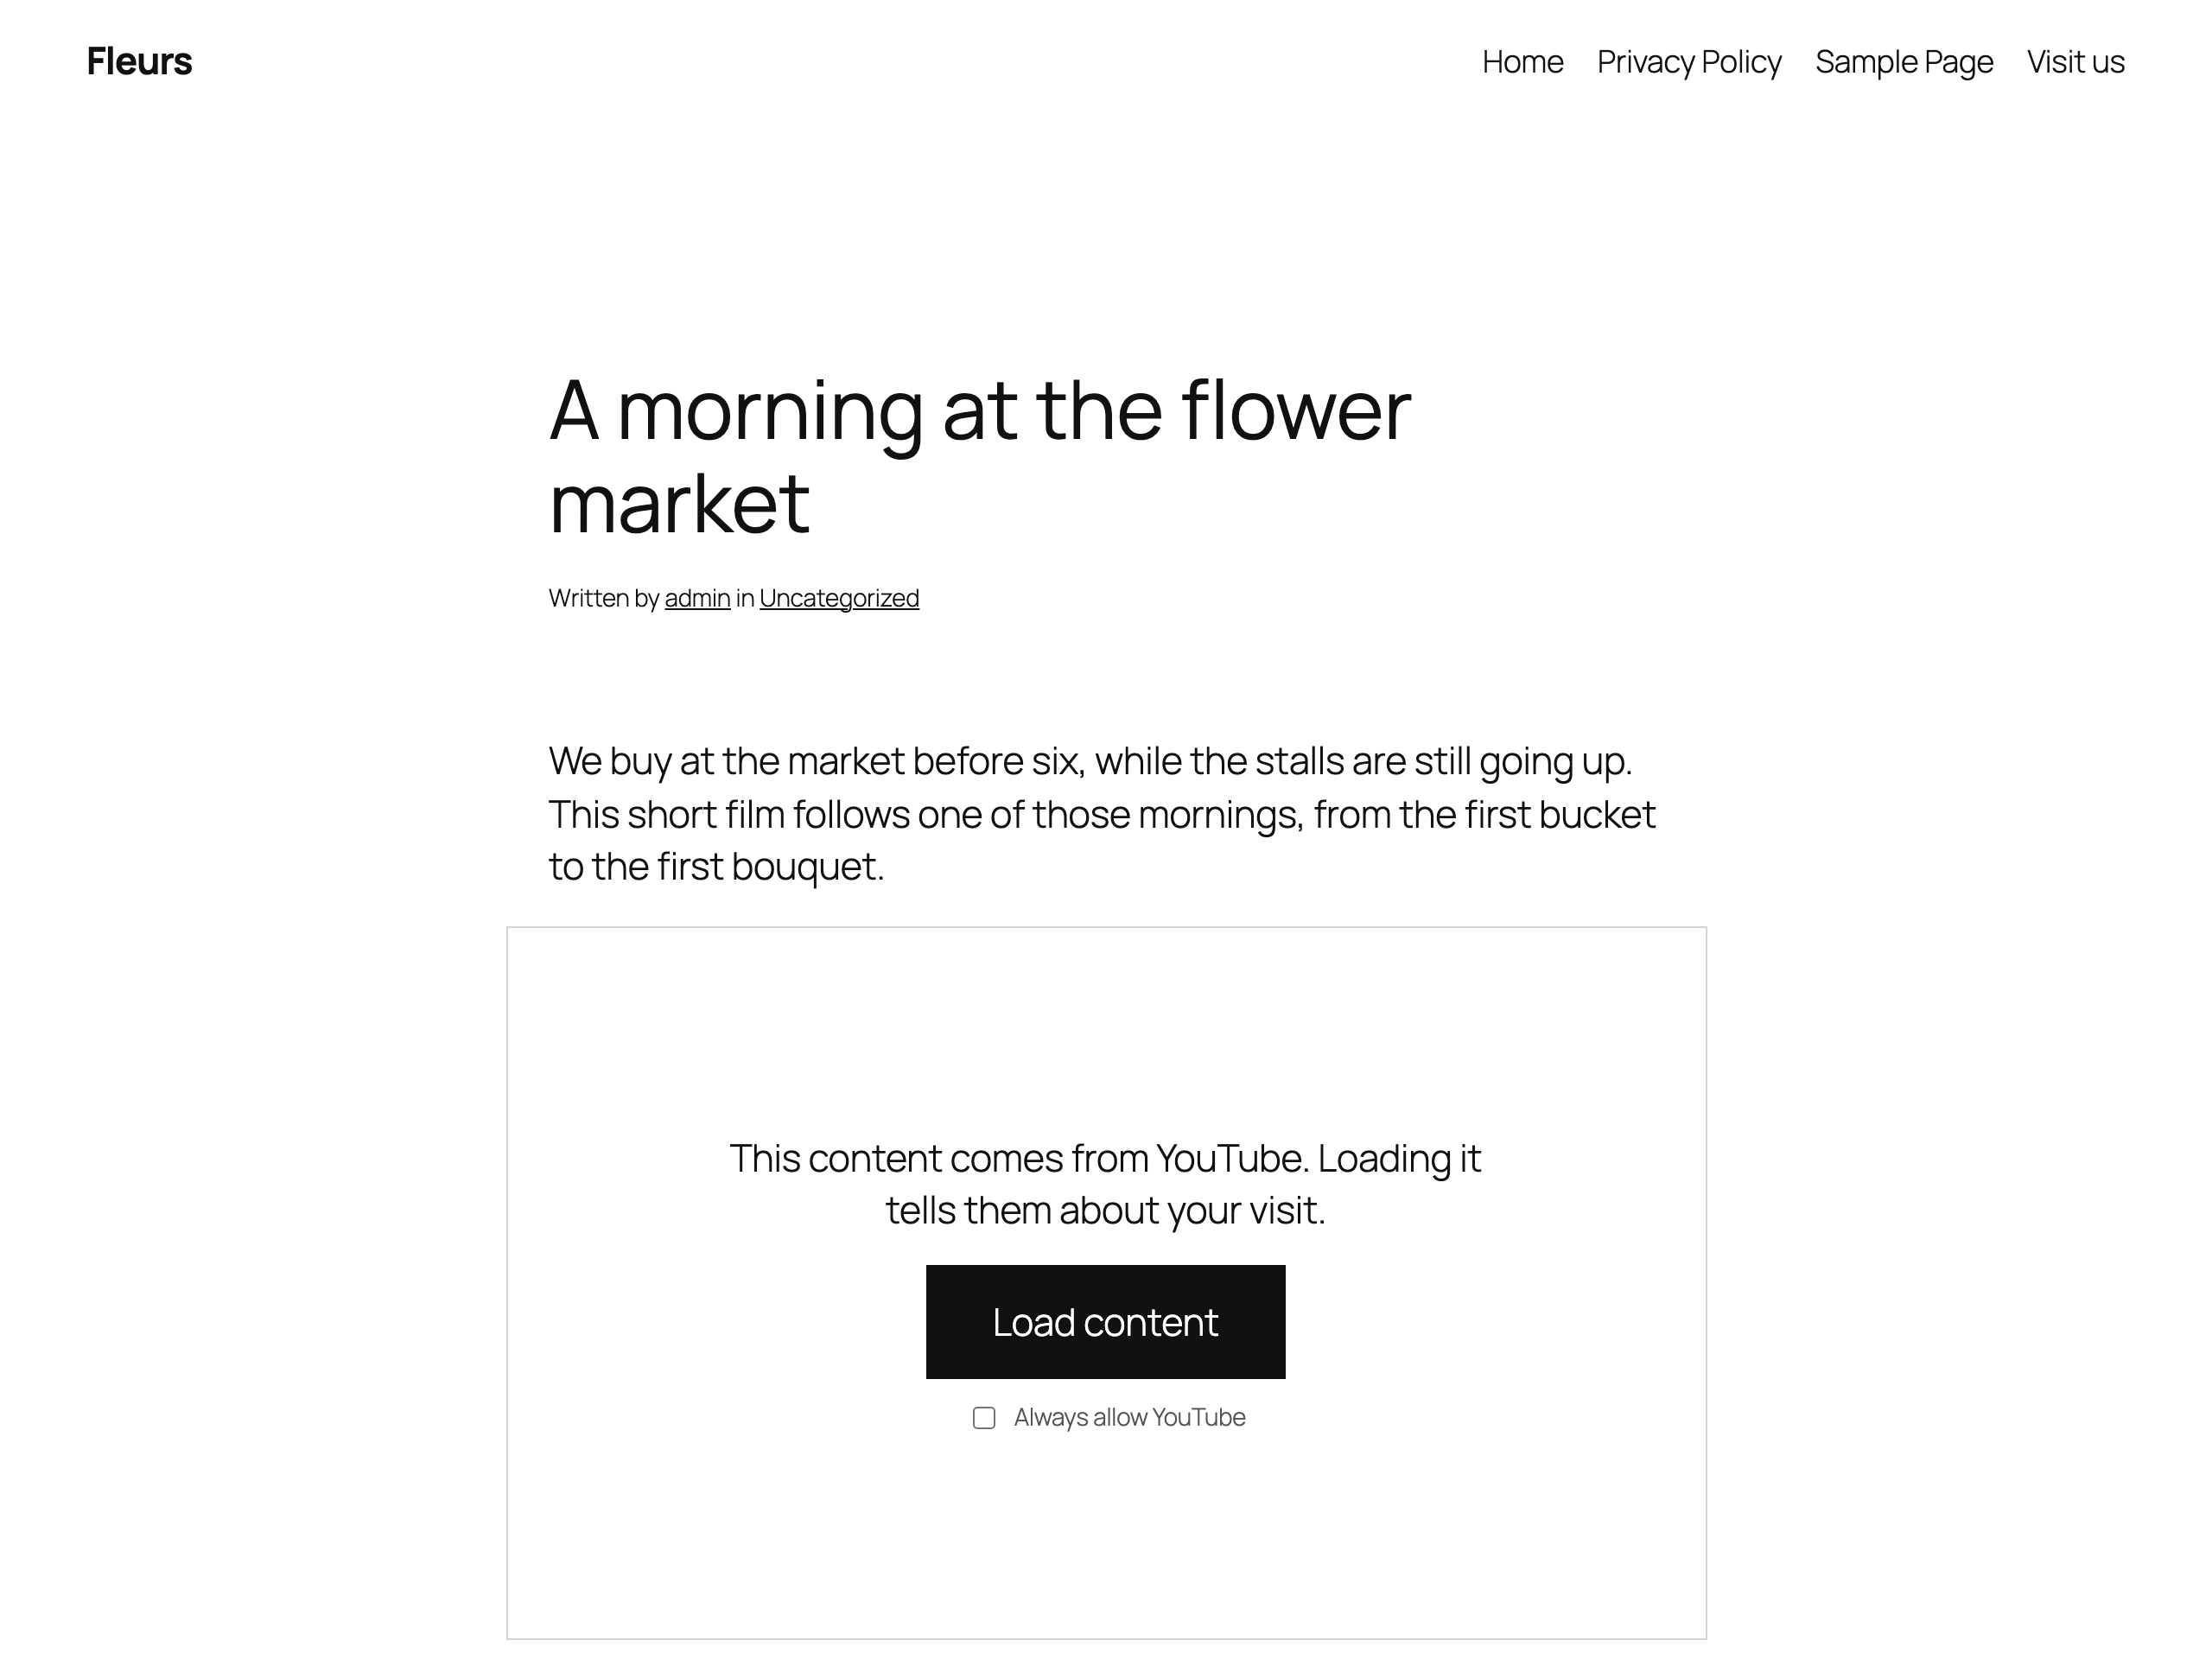 Fleurs
Home
Privacy Policy
Sample Page
Visit us
A morning at the flower
market
Written by admin in Uncategorized
We buy at the market before six, while the stalls are still going up.
This short film follows one of those mornings, from the first bucket
to the first bouquet.
This content comes from YouTube. Loading it
tells them about your visit.
Load content
Always allow YouTube